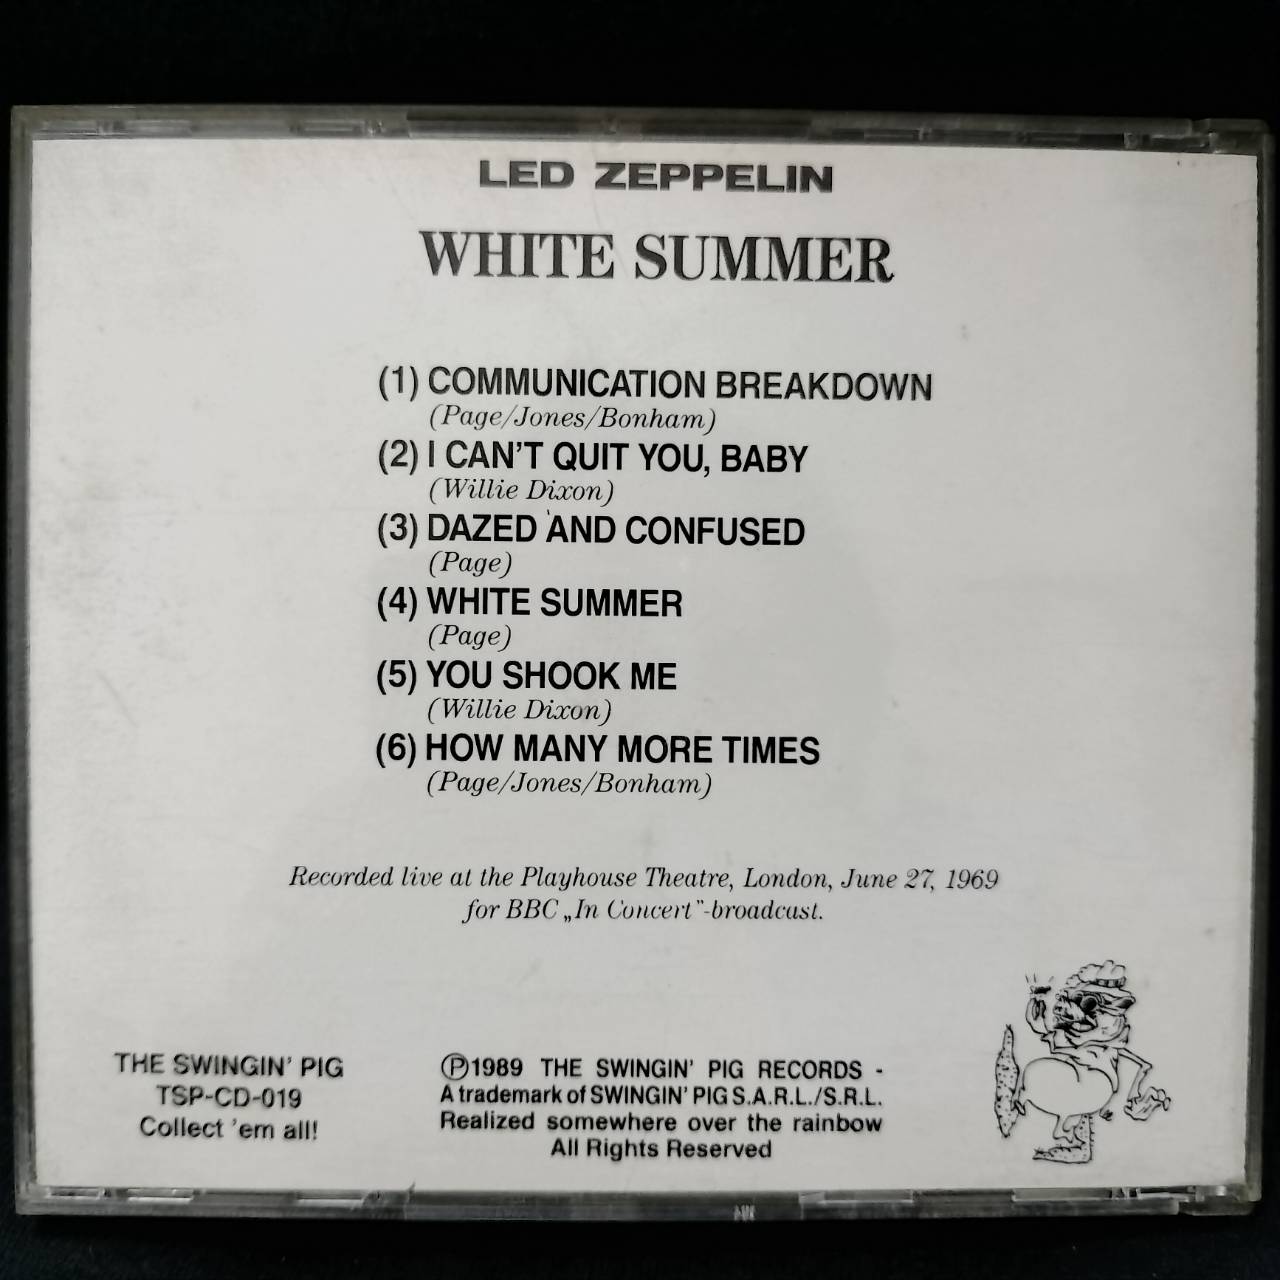 LED ZEPPELIN
WHITE SUMMER
(1) COMMUNICATION BREAKDOWN
(Page/Jones/Bonham)
(2) I CAN'T QUIT YOU, BABY
(Willie Dixon)
(3) DAZED AND CONFUSED
(Page)
(4) WHITE SUMMER
(Page)
(5) YOU SHOOK ME
(Willie Dixon)
(6) HOW MANY MORE TIMES
(Page/Jones/Bonham)
Recorded live at the Playhouse Theatre, London, June 27, 1969
for BBC „In Concert"-broadcast.
THE SWINGIN' PIG
TSP-CD-019
Collect 'em all!
Ⓟ1989 THE SWINGIN' PIG RECORDS -
A trademark of SWINGIN' PIG S.A.R.L./S.R.L.
Realized somewhere over the rainbow
All Rights Reserved